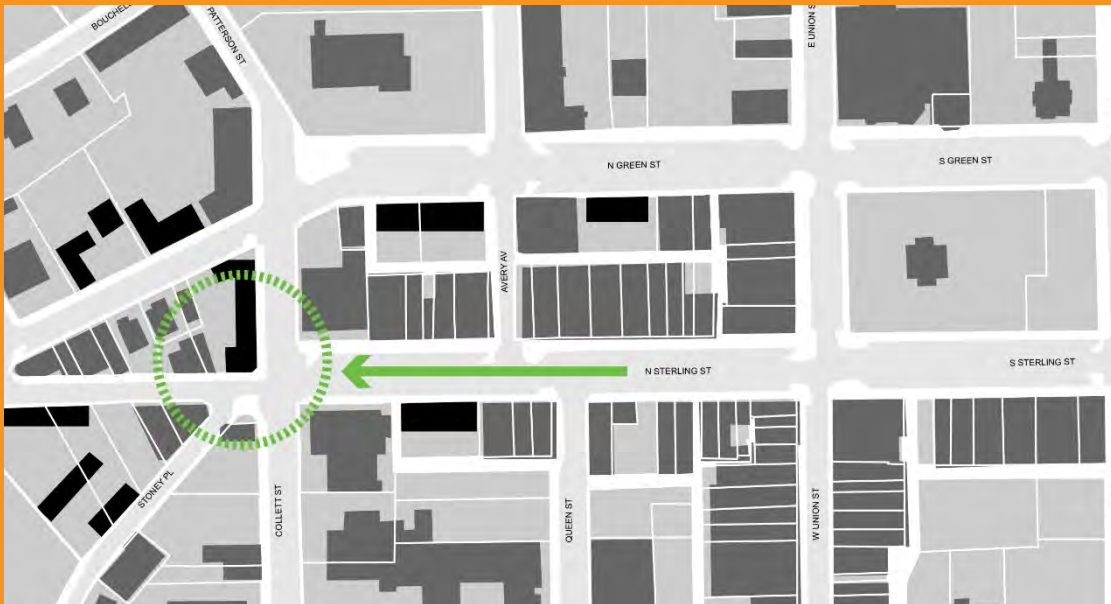 BOUCHEL
PATTERSON ST
E UNION S
N GREEN ST
S GREEN ST
AVERY AV
N STERLING ST
S STERLING ST
STONEY PL
COLLETT ST
QUEEN ST
W UNION ST